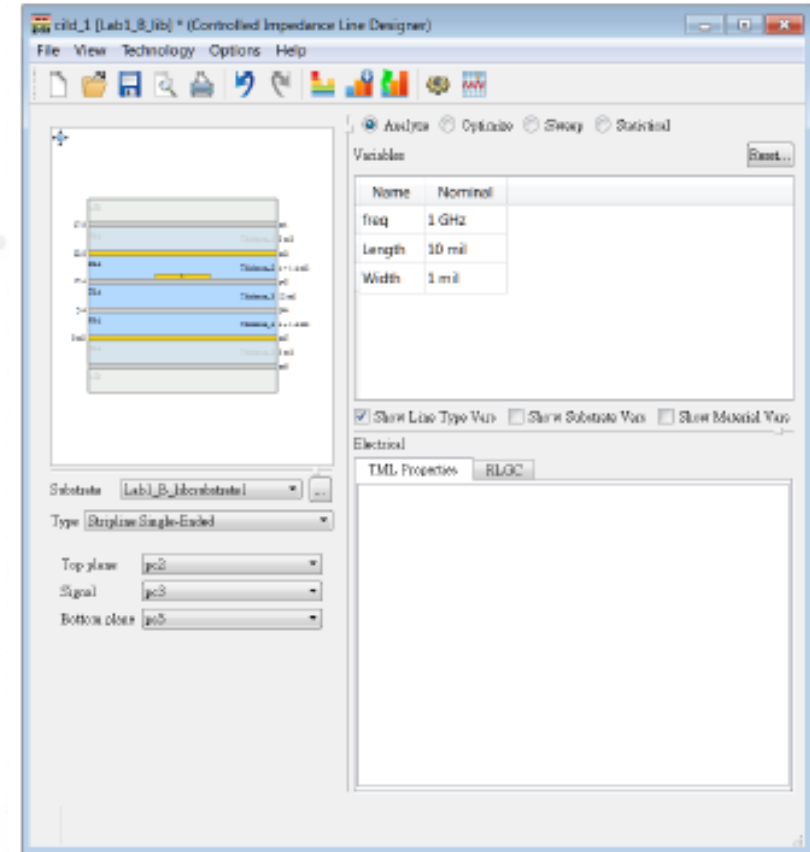 cild_1 [Lab1_B_lib] * (Controlled Impedance Line Designer)
File View Technology Options Help
Analyze Optimize Sweep Statistical
Variables
Reset...
Name Nominal
freq 1 GHz
Length 10 mil
Width 1 mil
Show Line Type Vars Show Substrate Vars Show Material Vars
Electrical
TML Properties RLGC
Substrate Lab1_B_lib:substrate1 ...
Type Stripline Single-Ended
Top plane pc2
Signal pc3
Bottom plane pc5